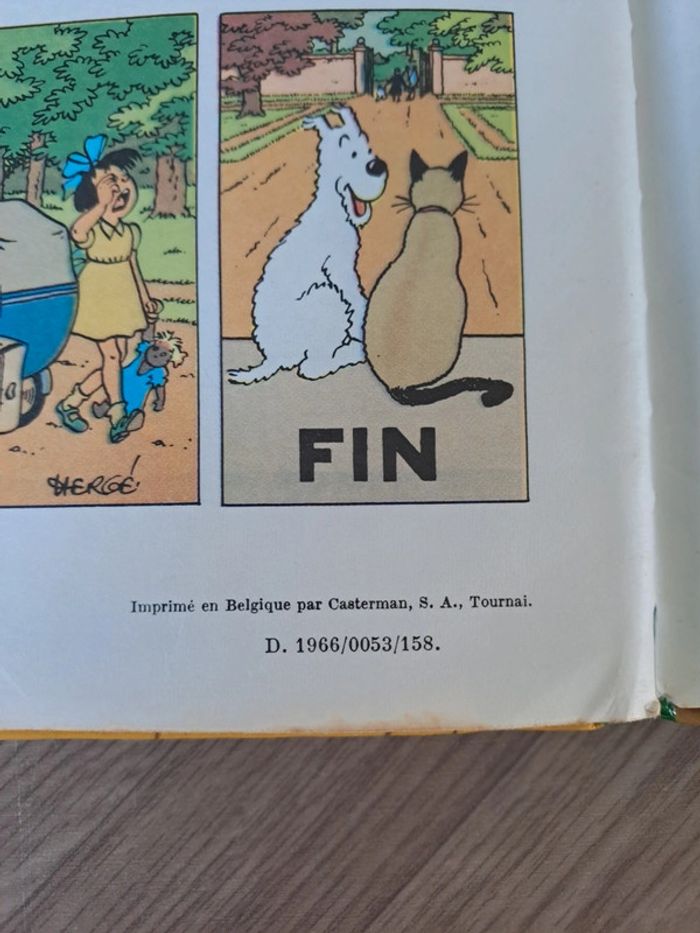 HERGÉ
FIN
Imprimé en Belgique par Casterman, S. A., Tournai.
D. 1966/0053/158.